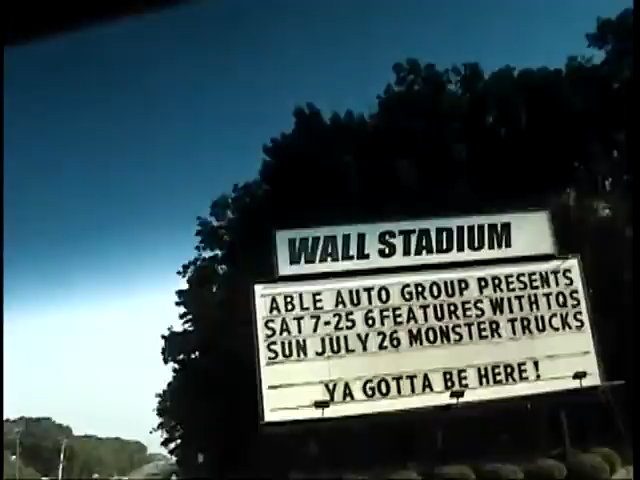 WALL STADIUM
ABLE AUTO GROUP PRESENTS
SAT 7-25 6 FEATURES WITH TQS
SUN JULY 26 MONSTER TRUCKS
YA GOTTA BE HERE!